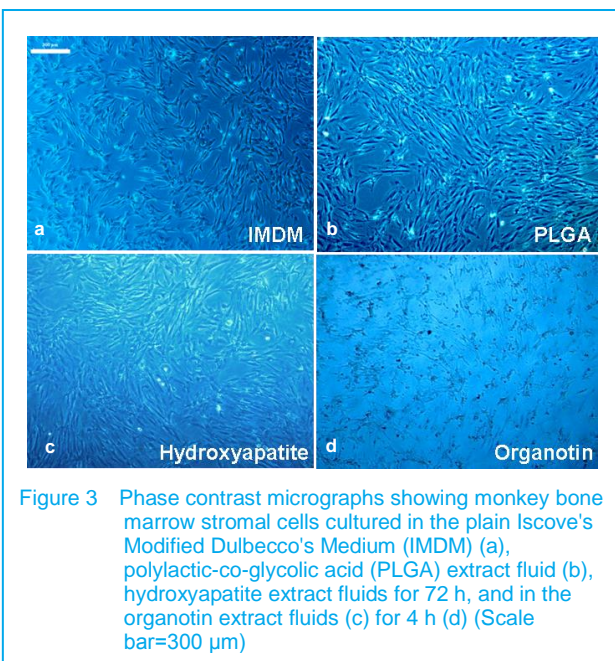 a
IMDM
b
PLGA
c
Hydroxyapatite
d
Organotin
Figure 3 Phase contrast micrographs showing monkey bone
marrow stromal cells cultured in the plain Iscove's
Modified Dulbecco's Medium (IMDM) (a),
polylactic-co-glycolic acid (PLGA) extract fluid (b),
hydroxyapatite extract fluids for 72 h, and in the
organotin extract fluids (c) for 4 h (d) (Scale
bar=300 μm)